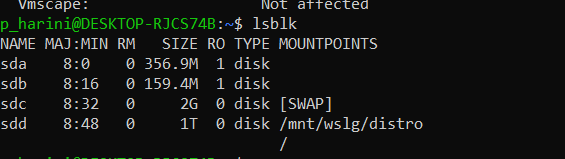 Vmscape: Not affected
p_harini@DESKTOP-RJCS74B:~$ lsblk
NAME MAJ:MIN RM SIZE RO TYPE MOUNTPOINTS
sda 8:0 0 356.9M 1 disk
sdb 8:16 0 159.4M 1 disk
sdc 8:32 0 2G 0 disk [SWAP]
sdd 8:48 0 1T 0 disk /mnt/wslg/distro
/